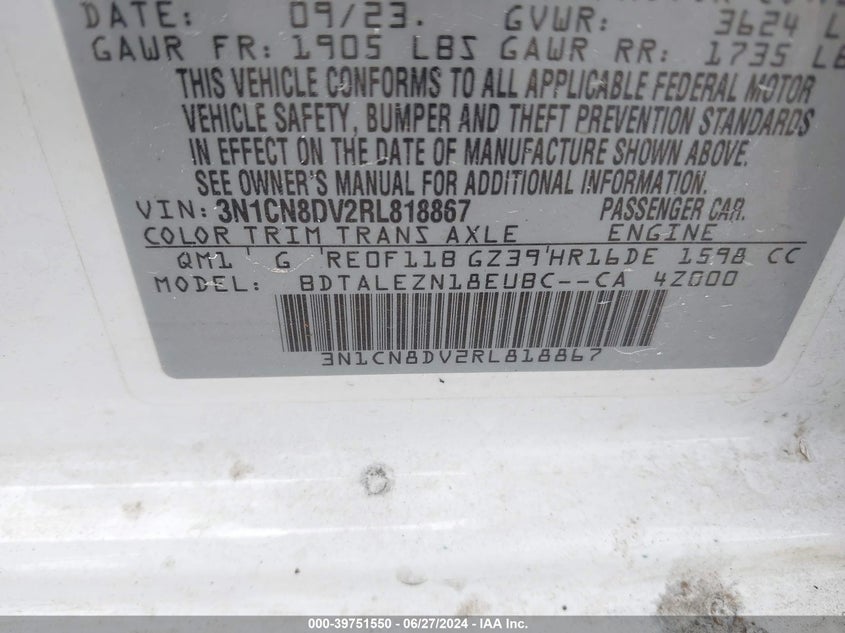 DATE: 09/23. GVWR: 3624 L
GAWR FR: 1905 LBS GAWR RR: 1735 LB
THIS VEHICLE CONFORMS TO ALL APPLICABLE FEDERAL MOTOR
VEHICLE SAFETY, BUMPER AND THEFT PREVENTION STANDARDS
IN EFFECT ON THE DATE OF MANUFACTURE SHOWN ABOVE.
SEE OWNER'S MANUAL FOR ADDITIONAL INFORMATION.
VIN: 3N1CN8DV2RL818867 PASSENGER CAR.
COLOR TRIM TRANS AXLE ENGINE
QM1 G RE0F11B GZ39 HR16DE 1598 CC
MODEL: BDTALEZN18EUBC--CA 4Z000
3N1CN8DV2RL818867
000-39751550 - 06/27/2024 - IAA Inc.